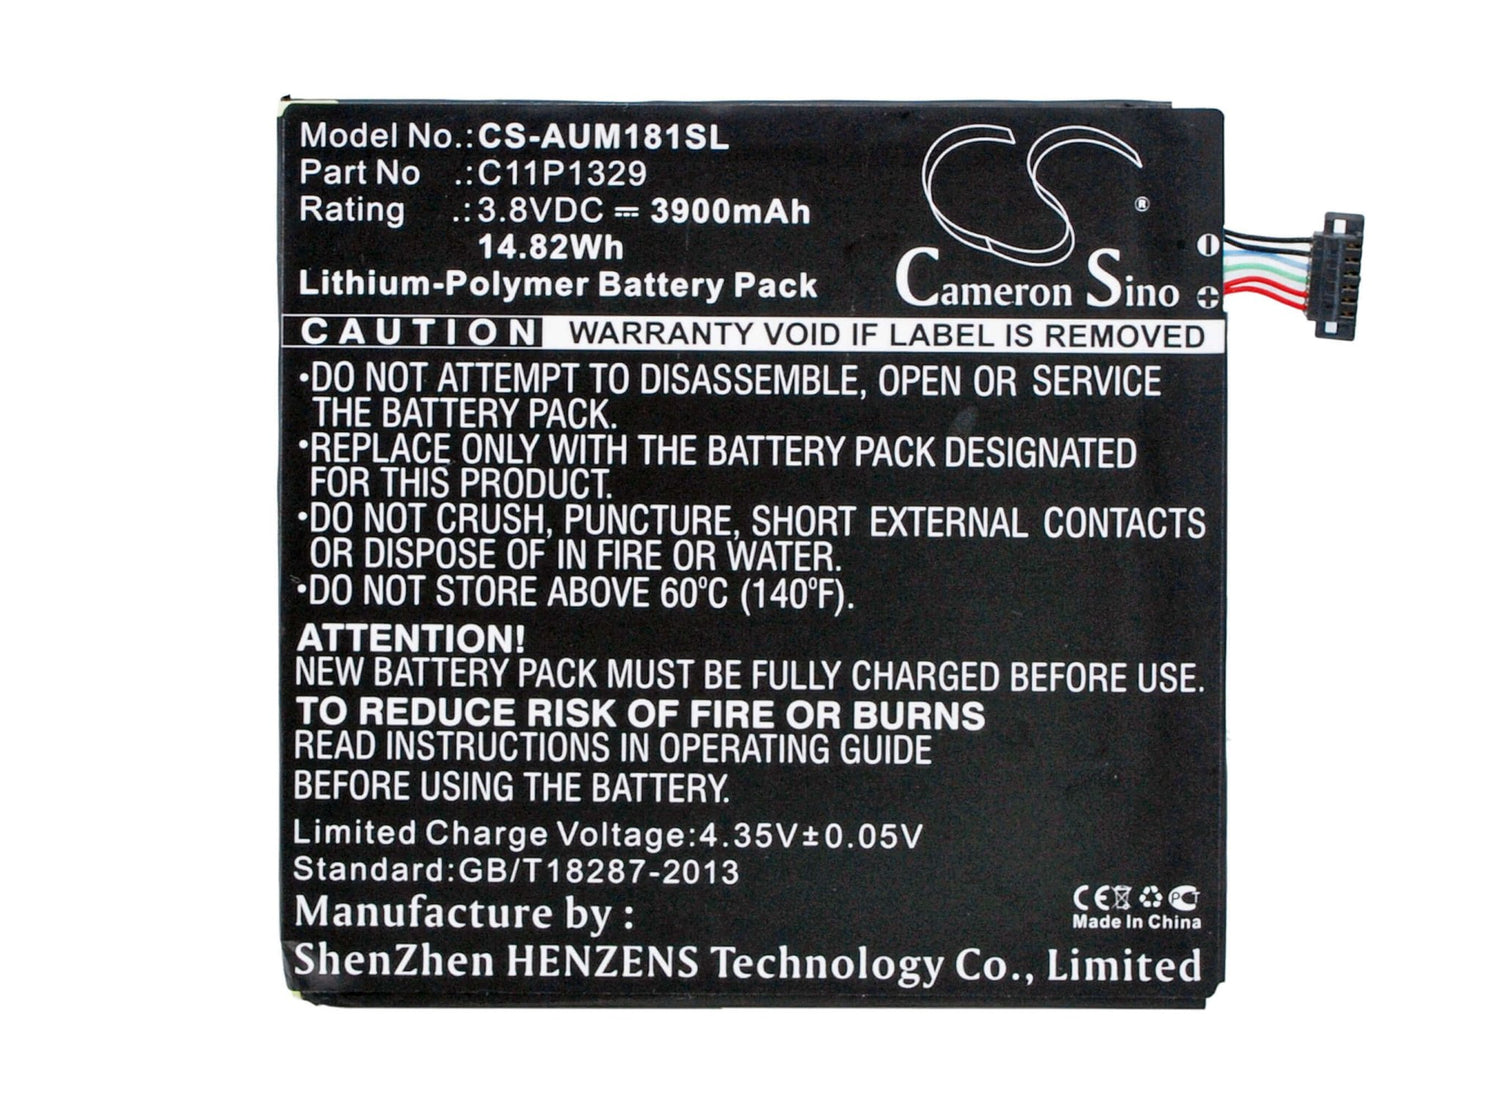 Model No.:CS-AUM181SL
Part No .:C11P1329
Rating .:3.8VDC ⎓ 3900mAh
14.82Wh
Lithium-Polymer Battery Pack
CS ®
Cameron Sino
CAUTION WARRANTY VOID IF LABEL IS REMOVED
•DO NOT ATTEMPT TO DISASSEMBLE, OPEN OR SERVICE
THE BATTERY PACK.
•REPLACE ONLY WITH THE BATTERY PACK DESIGNATED
FOR THIS PRODUCT.
•DO NOT CRUSH, PUNCTURE, SHORT EXTERNAL CONTACTS
OR DISPOSE OF IN FIRE OR WATER.
•DO NOT STORE ABOVE 60ºC (140ºF).
ATTENTION!
NEW BATTERY PACK MUST BE FULLY CHARGED BEFORE USE.
TO REDUCE RISK OF FIRE OR BURNS
READ INSTRUCTIONS IN OPERATING GUIDE
BEFORE USING THE BATTERY.
Limited Charge Voltage:4.35V±0.05V
Standard:GB/T18287-2013
CE PCT
Made In China
Manufacture by :
ShenZhen HENZENS Technology Co., Limited